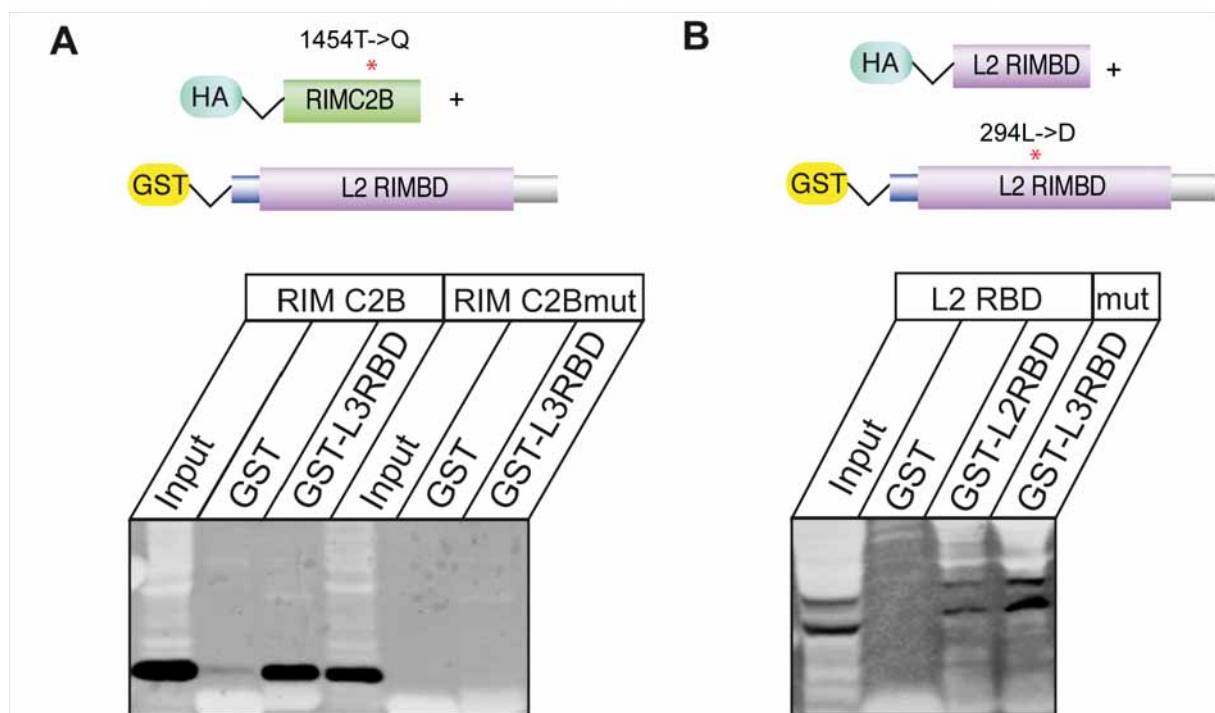 A
1454T->Q
*
HA RIMC2B +
GST L2 RIMBD
RIM C2B RIM C2Bmut
Input GST GST-L3RBD Input GST GST-L3RBD
B
HA L2 RIMBD +
294L->D
*
GST L2 RIMBD
L2 RBD mut
Input GST GST-L2RBD GST-L3RBD